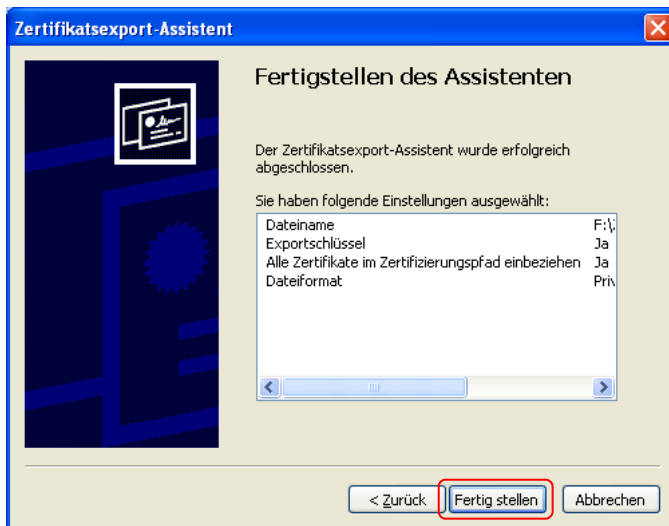 Zertifikatsexport-Assistent
Fertigstellen des Assistenten
Der Zertifikatsexport-Assistent wurde erfolgreich
abgeschlossen.
Sie haben folgende Einstellungen ausgewählt:
Dateiname F:\
Exportschlüssel Ja
Alle Zertifikate im Zertifizierungspfad einbeziehen Ja
Dateiformat Priv
< Zurück Fertig stellen Abbrechen